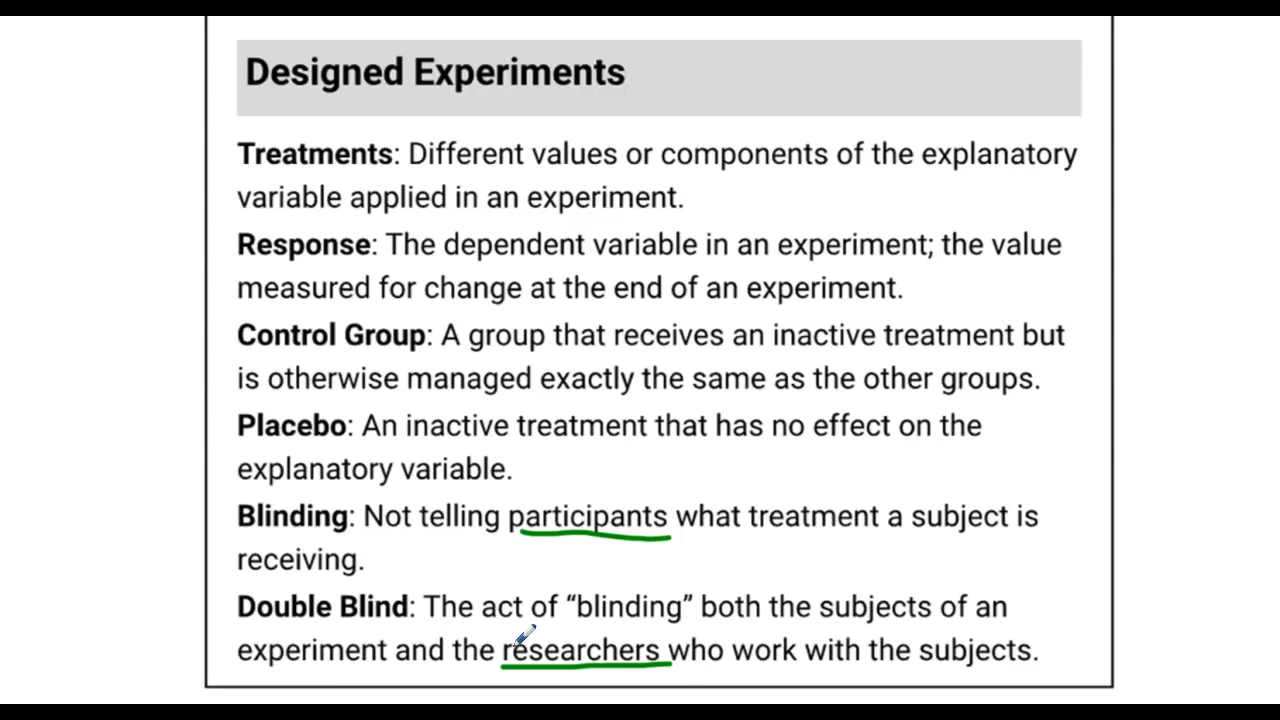 Designed Experiments
Treatments: Different values or components of the explanatory
variable applied in an experiment.
Response: The dependent variable in an experiment; the value
measured for change at the end of an experiment.
Control Group: A group that receives an inactive treatment but
is otherwise managed exactly the same as the other groups.
Placebo: An inactive treatment that has no effect on the
explanatory variable.
Blinding: Not telling participants what treatment a subject is
receiving.
Double Blind: The act of “blinding” both the subjects of an
experiment and the researchers who work with the subjects.